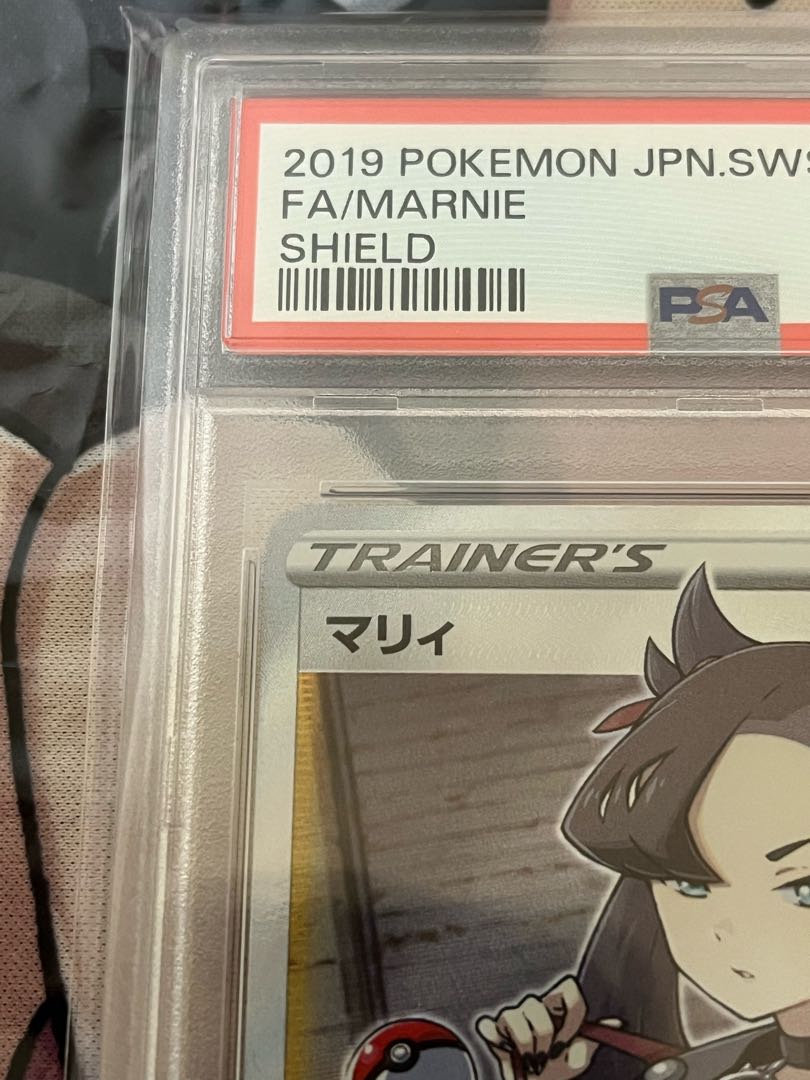 2019 POKEMON JPN.SWS
FA/MARNIE
SHIELD
PSA
TRAINER'S
マリィ